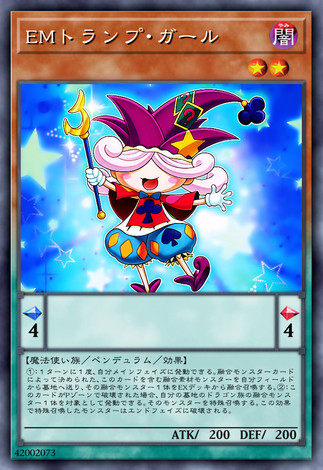 EMトランプ・ガール
やみ
闇
4
4
【魔法使い族／ペンデュラム／効果】
①：1ターンに1度、自分メインフェイズに発動できる。融合モンスターカード
によって決められた、このカードを含む融合素材モンスターを自分フィールド
から墓地へ送り、その融合モンスター1体をEXデッキから融合召喚する。②：こ
のカードがPゾーンで破壊された場合、自分の墓地のドラゴン族の融合モンス
ター1体を対象として発動できる。そのモンスターを特殊召喚する。この効果
で特殊召喚したモンスターはエンドフェイズに破壊される。
ATK/ 200 DEF/ 200
42002073